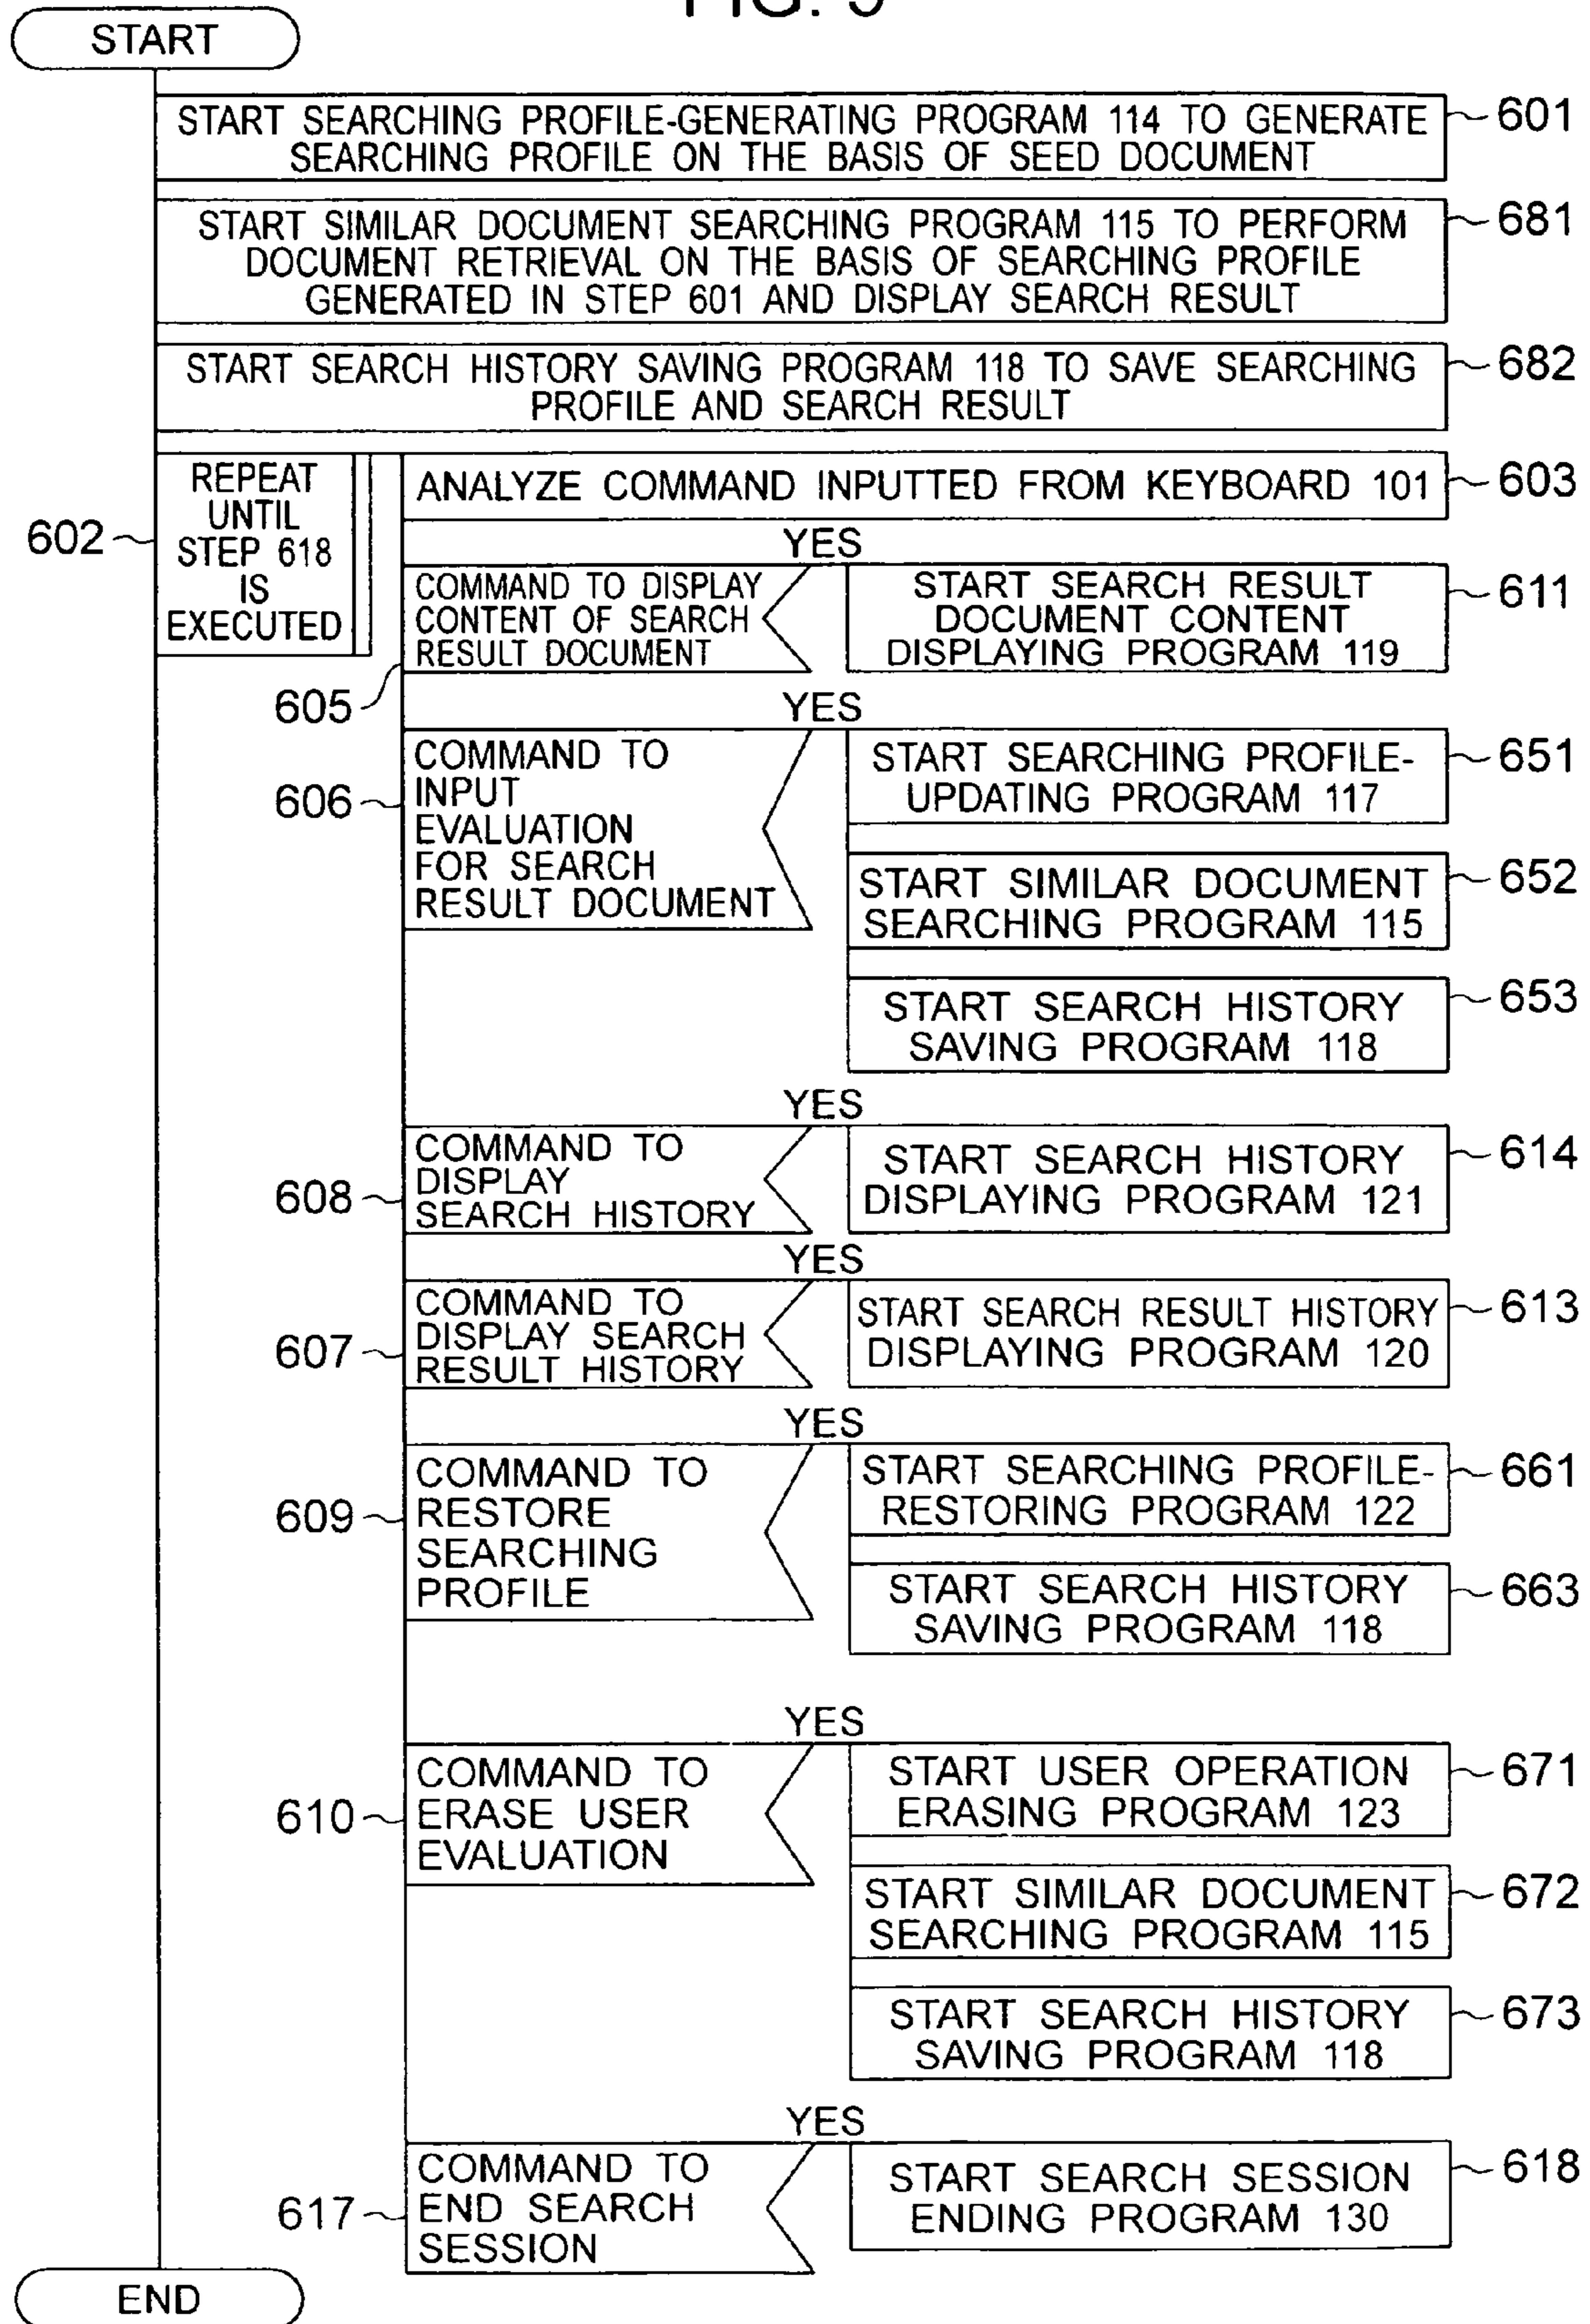 START
START SEARCHING PROFILE-GENERATING PROGRAM 114 TO GENERATE
SEARCHING PROFILE ON THE BASIS OF SEED DOCUMENT
601
START SIMILAR DOCUMENT SEARCHING PROGRAM 115 TO PERFORM
DOCUMENT RETRIEVAL ON THE BASIS OF SEARCHING PROFILE
GENERATED IN STEP 601 AND DISPLAY SEARCH RESULT
681
START SEARCH HISTORY SAVING PROGRAM 118 TO SAVE SEARCHING
PROFILE AND SEARCH RESULT
682
602
REPEAT
UNTIL
STEP 618
IS
EXECUTED
ANALYZE COMMAND INPUTTED FROM KEYBOARD 101
603
YES
605
COMMAND TO DISPLAY
CONTENT OF SEARCH
RESULT DOCUMENT
START SEARCH RESULT
DOCUMENT CONTENT
DISPLAYING PROGRAM 119
611
YES
606
COMMAND TO
INPUT
EVALUATION
FOR SEARCH
RESULT DOCUMENT
START SEARCHING PROFILE-
UPDATING PROGRAM 117
651
START SIMILAR DOCUMENT
SEARCHING PROGRAM 115
652
START SEARCH HISTORY
SAVING PROGRAM 118
653
YES
608
COMMAND TO
DISPLAY
SEARCH HISTORY
START SEARCH HISTORY
DISPLAYING PROGRAM 121
614
YES
607
COMMAND TO
DISPLAY SEARCH
RESULT HISTORY
START SEARCH RESULT HISTORY
DISPLAYING PROGRAM 120
613
YES
609
COMMAND TO
RESTORE
SEARCHING
PROFILE
START SEARCHING PROFILE-
RESTORING PROGRAM 122
661
START SEARCH HISTORY
SAVING PROGRAM 118
663
YES
610
COMMAND TO
ERASE USER
EVALUATION
START USER OPERATION
ERASING PROGRAM 123
671
START SIMILAR DOCUMENT
SEARCHING PROGRAM 115
672
START SEARCH HISTORY
SAVING PROGRAM 118
673
YES
617
COMMAND TO
END SEARCH
SESSION
START SEARCH SESSION
ENDING PROGRAM 130
618
END